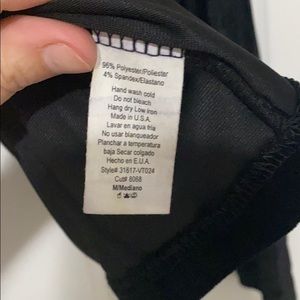 96% Polyester/Poliester
4% Spandex/Elastano
Hand wash cold
Do not bleach
Hang dry Low Iron
Made in U.S.A.
Lavar en agua fria
No usar blanqueador
Planchar a temperatura
baja Secar colgado
Hecho en E.U.A.
Style# 31617-VT024
Cut# 8068
M/Mediano